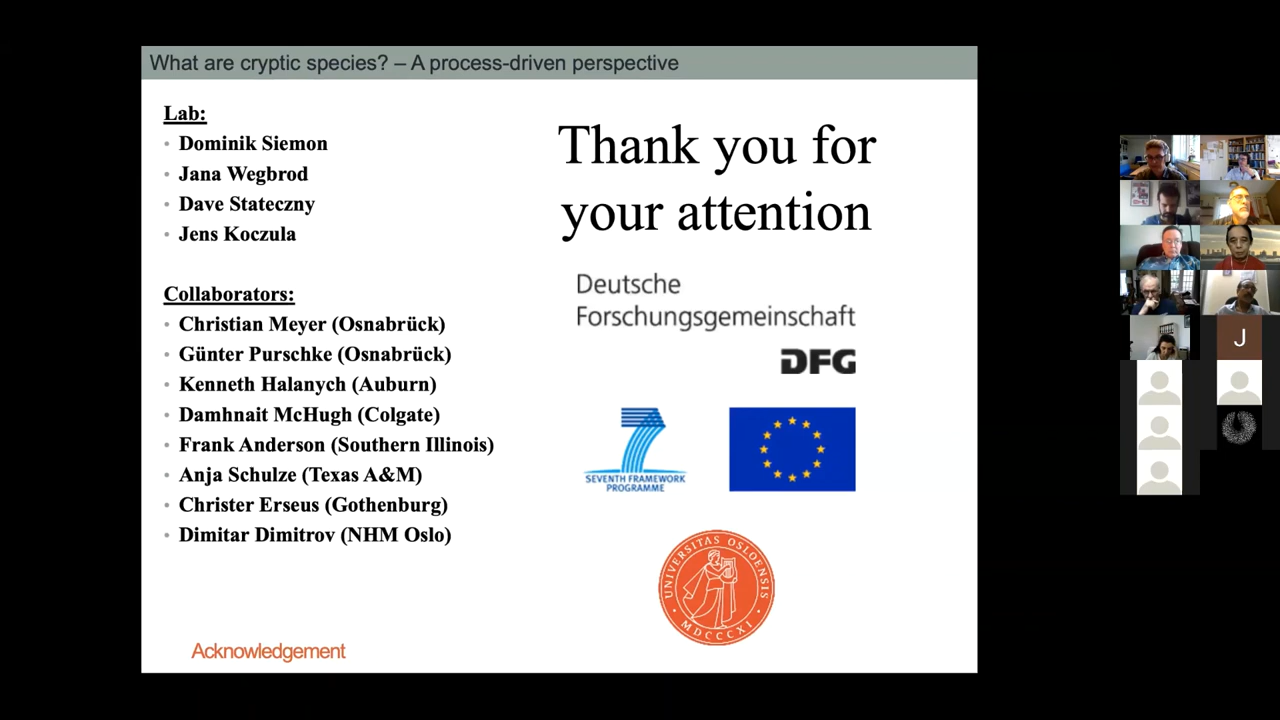 What are cryptic species? – A process-driven perspective
Lab:
Dominik Siemon
Jana Wegbrod
Dave Stateczny
Jens Koczula
Collaborators:
Christian Meyer (Osnabrück)
Günter Purschke (Osnabrück)
Kenneth Halanych (Auburn)
Damhnait McHugh (Colgate)
Frank Anderson (Southern Illinois)
Anja Schulze (Texas A&M)
Christer Erseus (Gothenburg)
Dimitar Dimitrov (NHM Oslo)
Thank you for
your attention
Deutsche
Forschungsgemeinschaft
DFG
7
SEVENTH FRAMEWORK
PROGRAMME
UNIVERSITAS OSLOENSIS
MDCCCXI
Acknowledgement
J